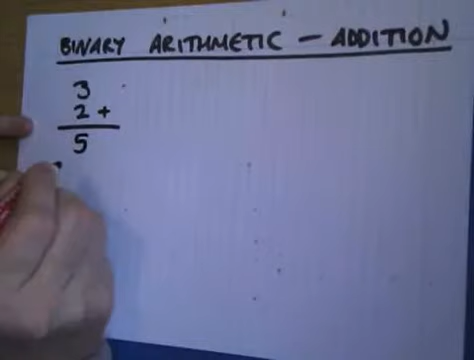 BINARY ARITHMETIC - ADDITION
3
2 +
5